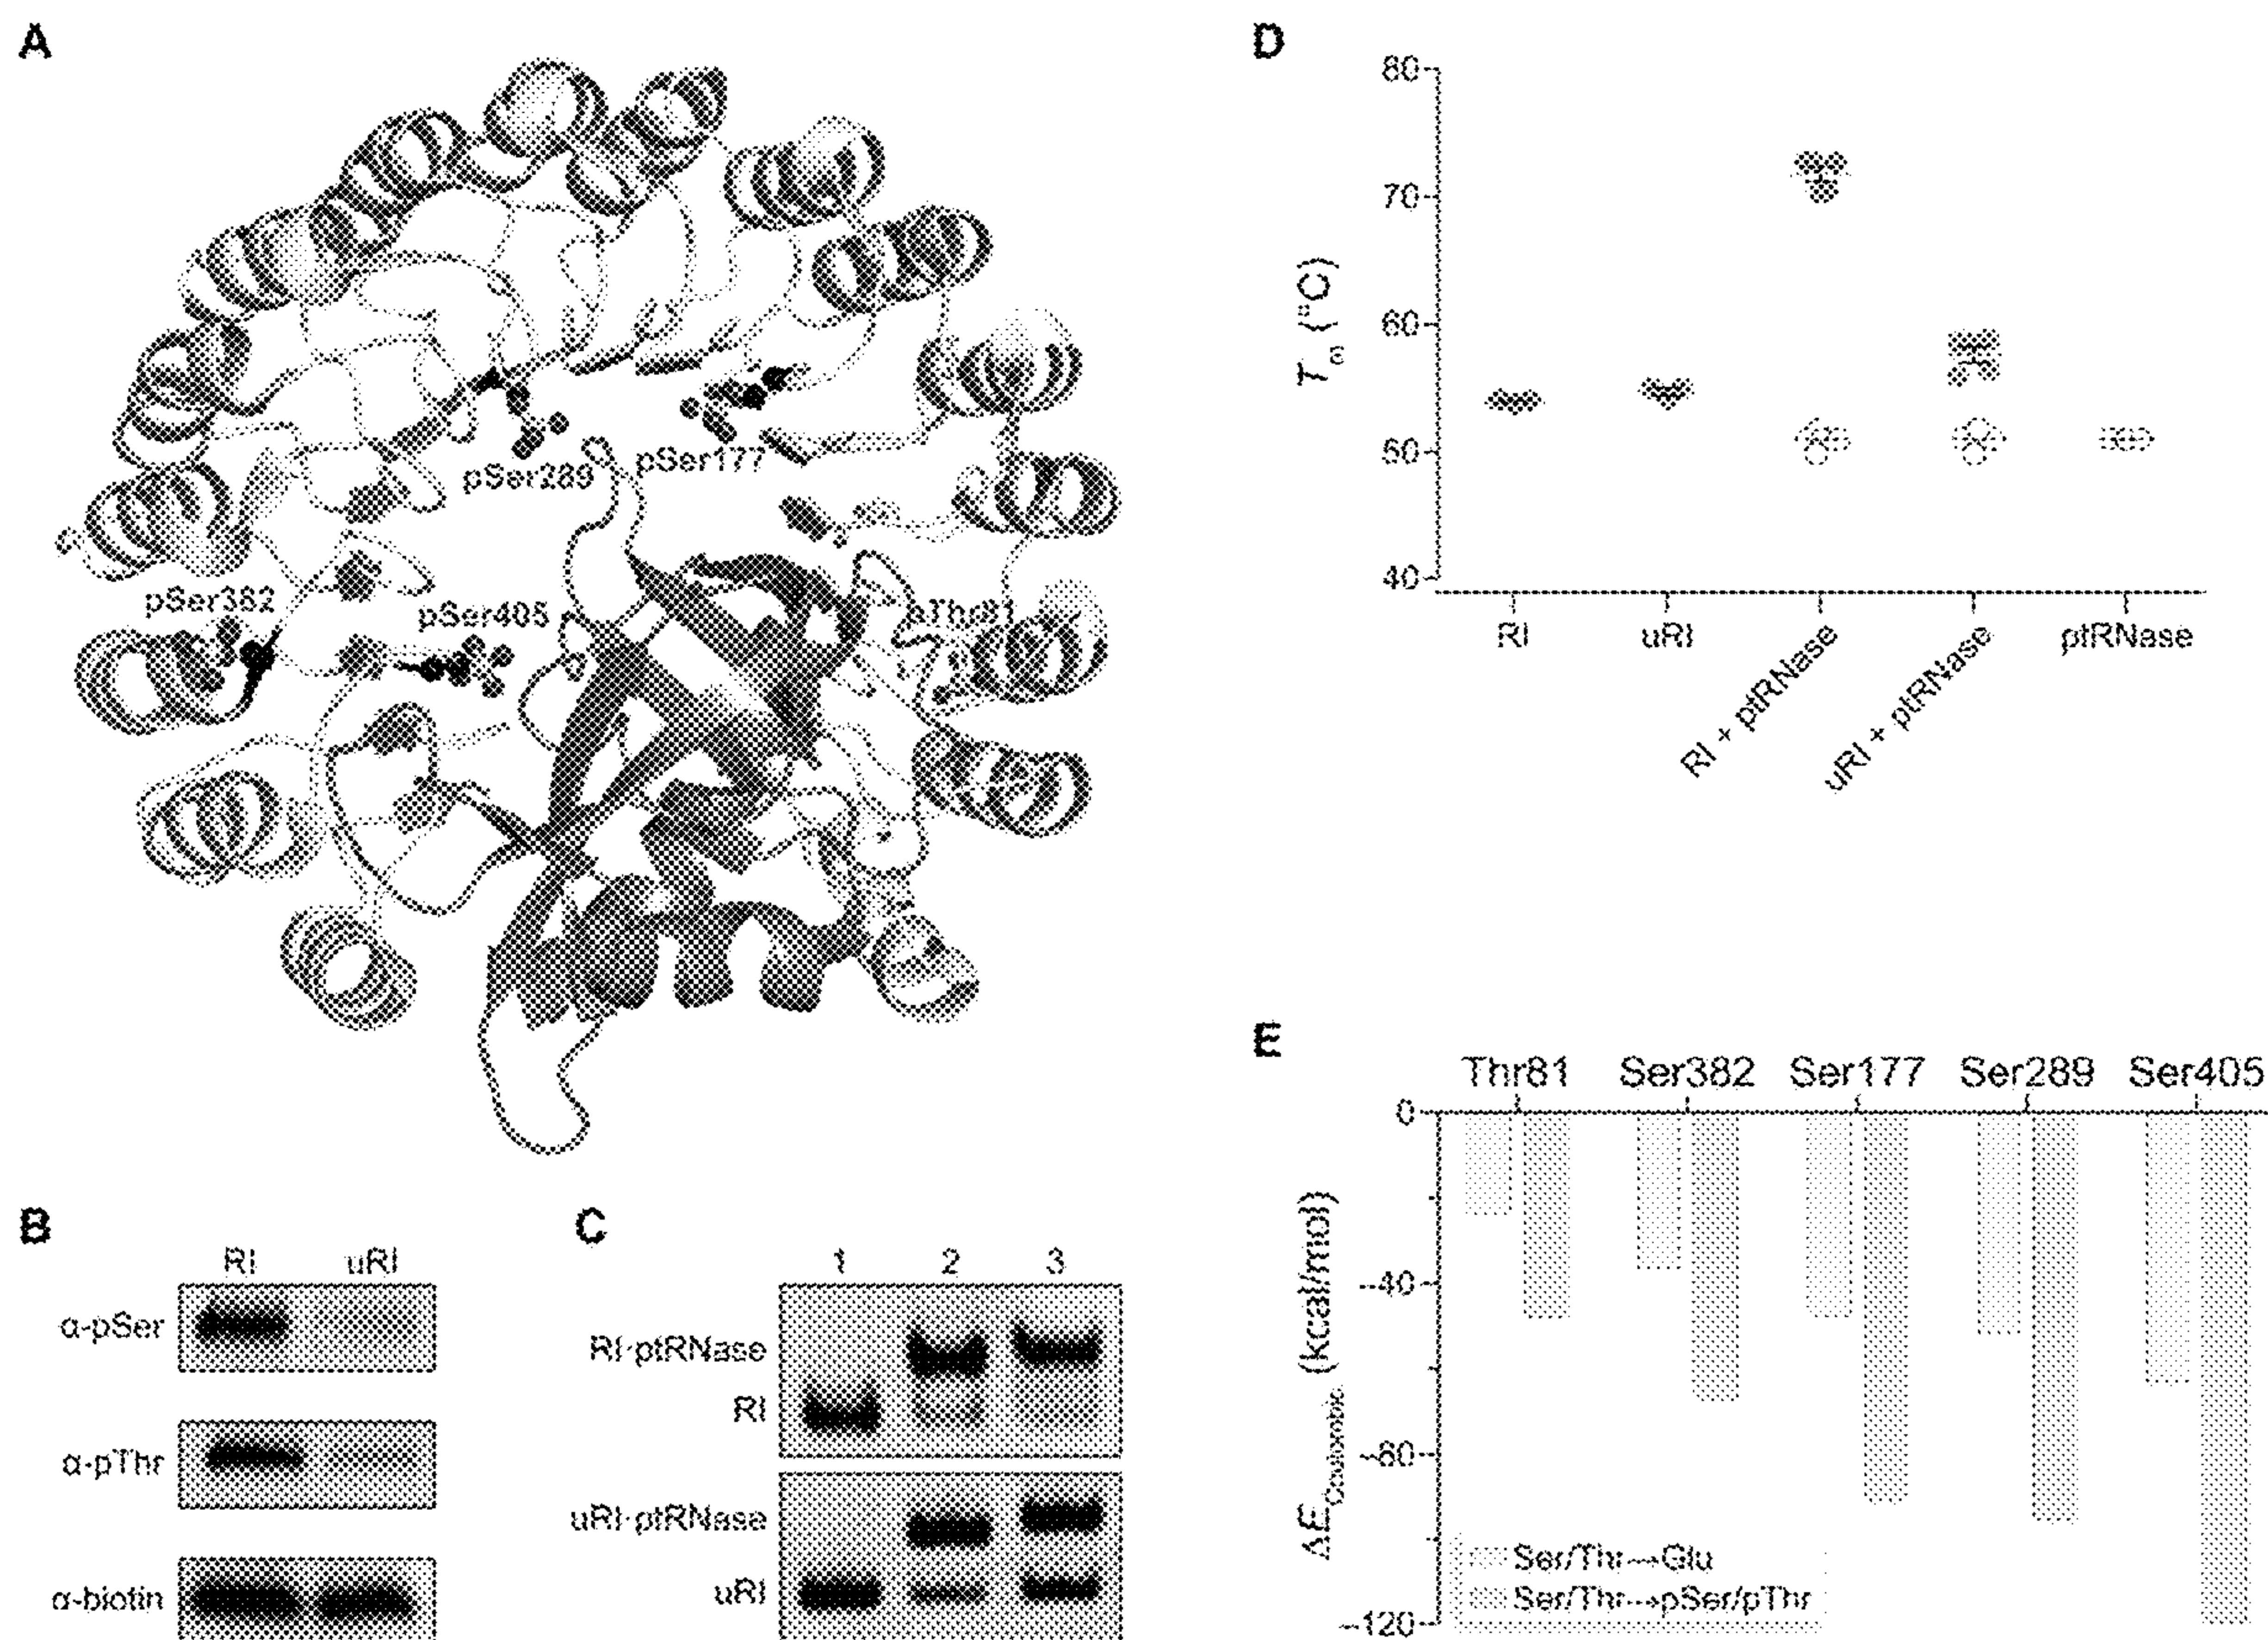 A
pSer289
pSer177
pSer382
pSer405
pThr81
B
RI uRI
α-pSer
α-pThr
α-biotin
C
1 2 3
RI·ptRNase
RI
uRI·ptRNase
uRI
D
80
70
60
50
40
T (°C)
RI
uRI
RI + ptRNase
uRI + ptRNase
ptRNase
E
Thr81 Ser382 Ser177 Ser289 Ser405
0
-40
-80
-120
ΔE Coulombic (kcal/mol)
Ser/Thr→Glu
Ser/Thr→pSer/pThr